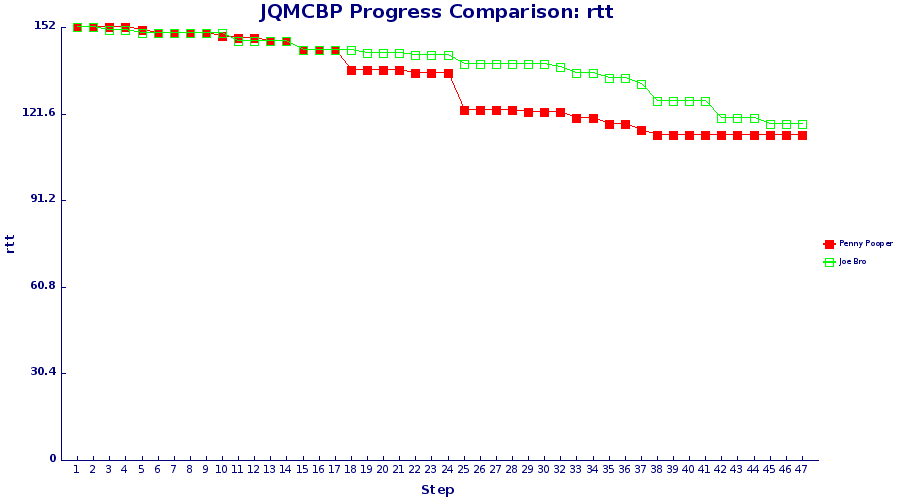 JQMCBP Progress Comparison: rtt
152
121.6
91.2
60.8
30.4
0
rtt
1 2 3 4 5 6 7 8 9 10 11 12 13 14 15 16 17 18 19 20 21 22 23 24 25 26 27 28 29 30 31 32 33 34 35 36 37 38 39 40 41 42 43 44 45 46 47
Step
Penny Pooper
Joe Bro